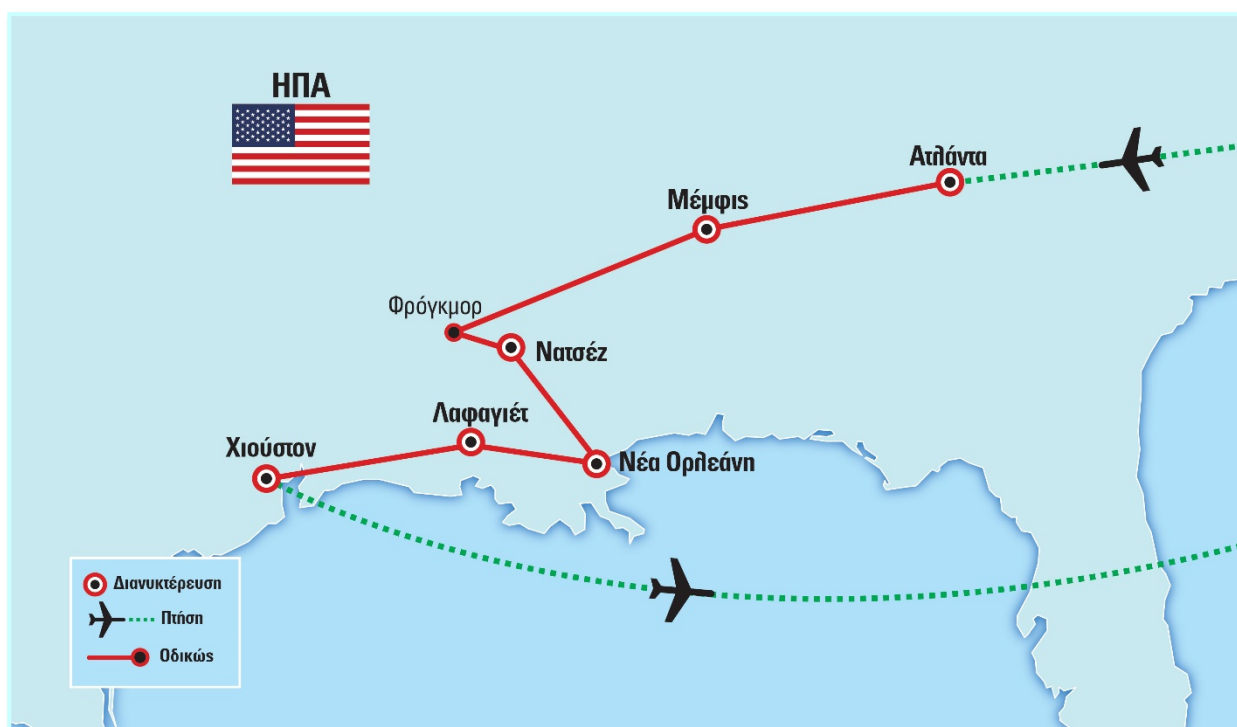 ΗΠΑ
Ατλάντα
Μέμφις
Φρόγκμορ
Νατσέζ
Λαφαγιέτ
Χιούστον
Νέα Ορλεάνη
Διανυκτέρευση
Πτήση
Οδικώς